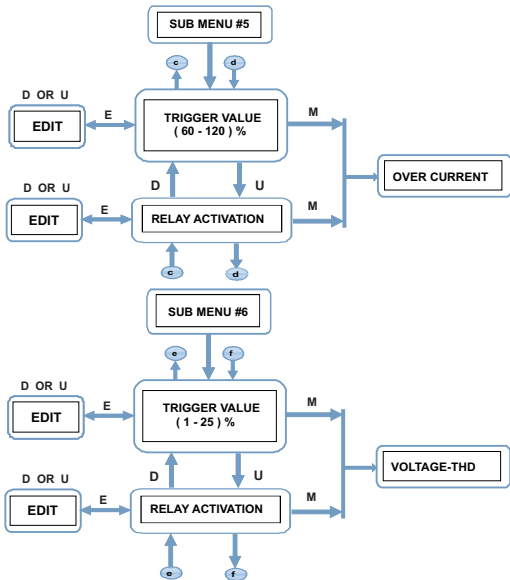 SUB MENU #5
c
d
D OR U
E
EDIT
TRIGGER VALUE
( 60 - 120 ) %
M
OVER CURRENT
D
U
D OR U
E
EDIT
RELAY ACTIVATION
M
c
d
SUB MENU #6
e
f
D OR U
E
EDIT
TRIGGER VALUE
( 1 - 25 ) %
M
VOLTAGE-THD
D
U
D OR U
E
EDIT
RELAY ACTIVATION
M
e
f